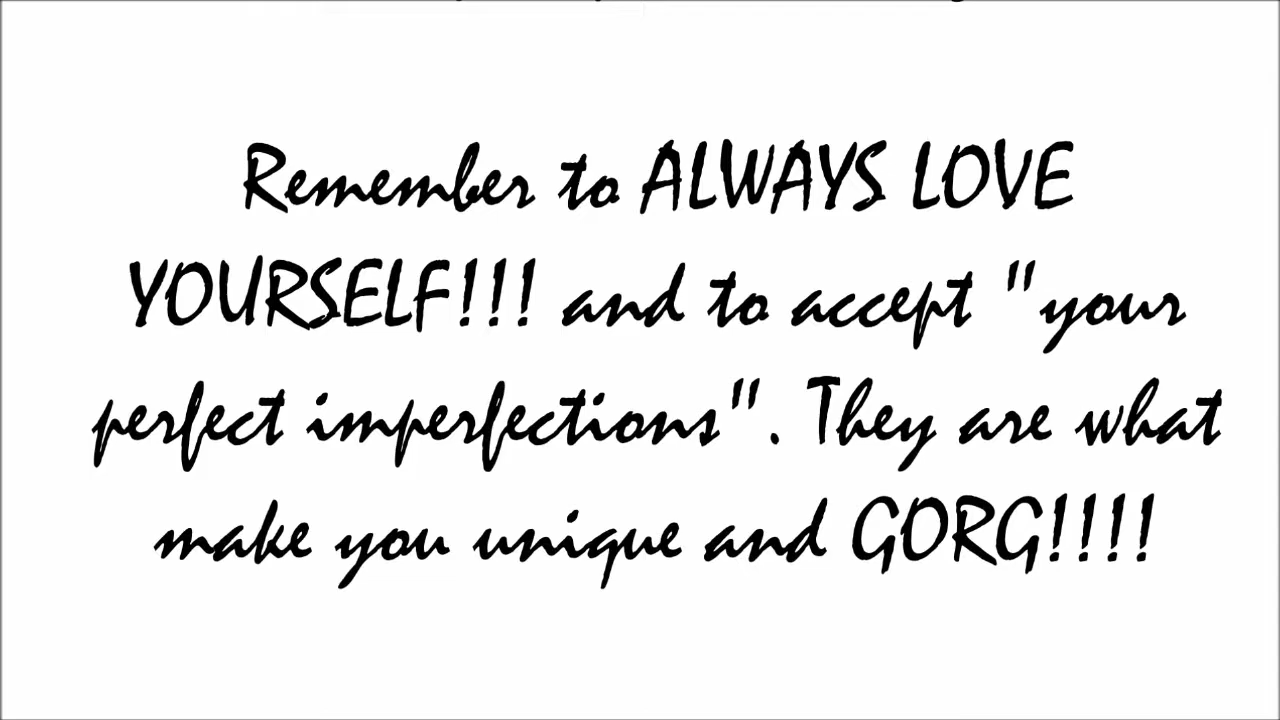 Remember to ALWAYS LOVE
YOURSELF!!! and to accept "your
perfect imperfections". They are what
make you unique and GORG!!!!